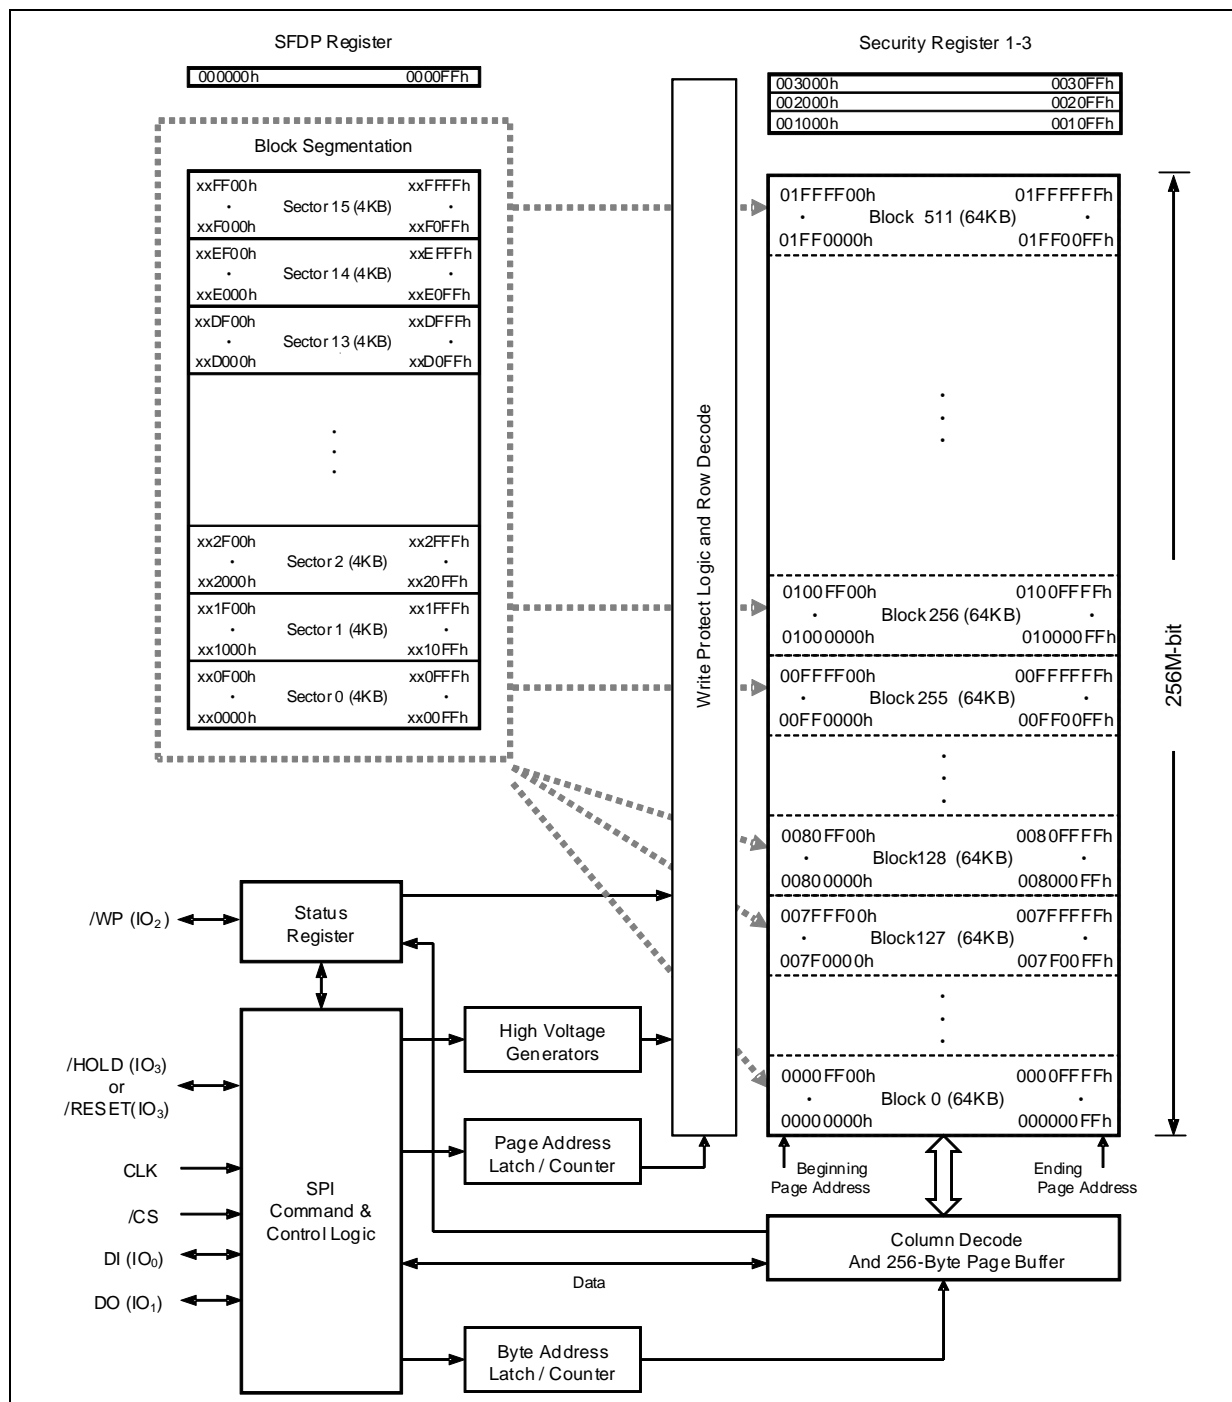 SFDP Register
000000h 0000FFh
Block Segmentation
xxFF00h xxFFFFh
· Sector 15 (4KB) ·
xxF000h xxF0FFh
xxEF00h xxEFFFh
· Sector 14 (4KB) ·
xxE000h xxE0FFh
xxDF00h xxDFFFh
· Sector 13 (4KB) ·
xxD000h xxD0FFh
xx2F00h xx2FFFh
· Sector 2 (4KB) ·
xx2000h xx20FFh
xx1F00h xx1FFFh
· Sector 1 (4KB) ·
xx1000h xx10FFh
xx0F00h xx0FFFh
· Sector 0 (4KB) ·
xx0000h xx00FFh
Write Protect Logic and Row Decode
Security Register 1-3
003000h 0030FFh
002000h 0020FFh
001000h 0010FFh
01FFFF00h 01FFFFFFh
· Block 511 (64KB) ·
01FF0000h 01FF00FFh
0100FF00h 0100FFFFh
· Block 256 (64KB) ·
01000000h 010000FFh
00FFFF00h 00FFFFFFh
· Block 255 (64KB) ·
00FF0000h 00FF00FFh
0080FF00h 0080FFFFh
· Block 128 (64KB) ·
00800000h 008000FFh
007FFF00h 007FFFFFh
· Block 127 (64KB) ·
007F0000h 007F00FFh
0000FF00h 0000FFFFh
· Block 0 (64KB) ·
00000000h 000000FFh
256M-bit
Beginning
Page Address
Ending
Page Address
/WP (IO₂)
Status
Register
/HOLD (IO₃)
or
/RESET(IO₃)
CLK
/CS
DI (IO₀)
DO (IO₁)
SPI
Command &
Control Logic
High Voltage
Generators
Page Address
Latch / Counter
Column Decode
And 256-Byte Page Buffer
Data
Byte Address
Latch / Counter